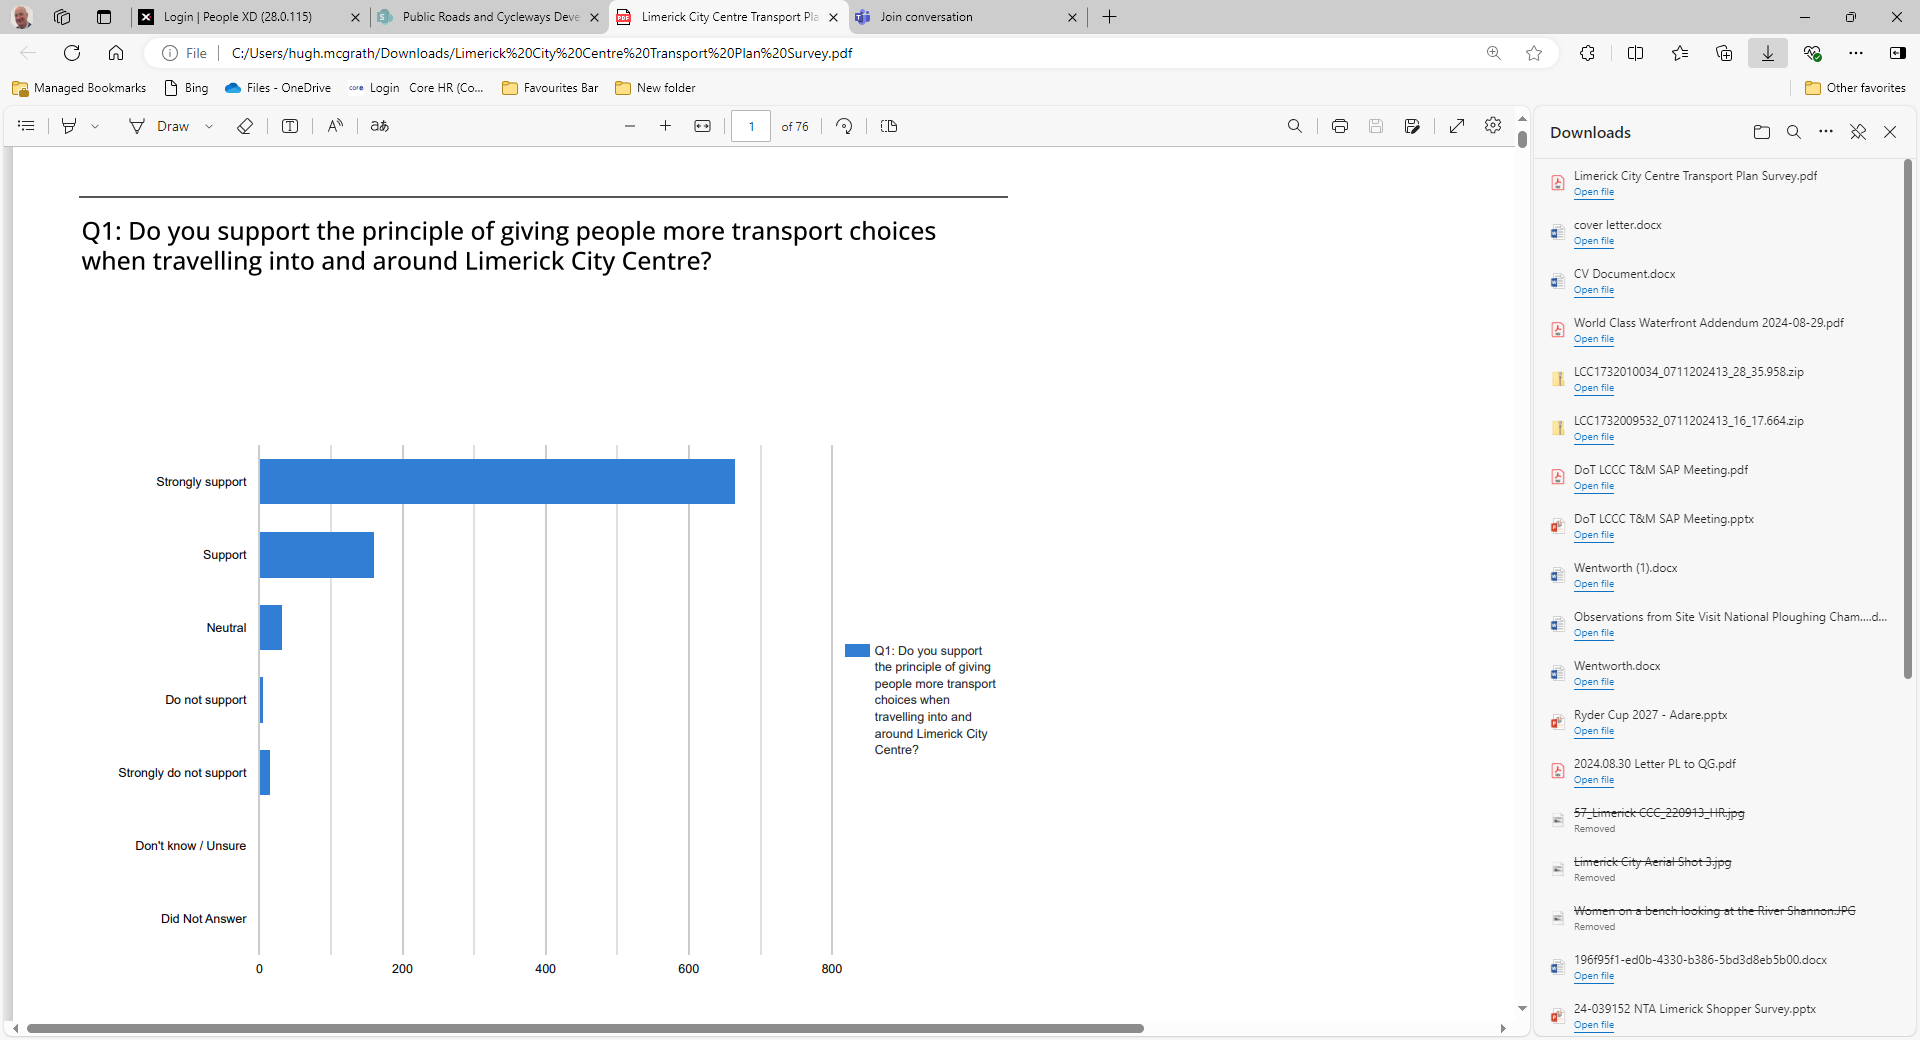 Login | People XD (28.0.115)
Public Roads and Cycleways Deve
Limerick City Centre Transport Pla
Join conversation
File
C:/Users/hugh.mcgrath/Downloads/Limerick%20City%20Centre%20Transport%20Plan%20Survey.pdf
Managed Bookmarks
Bing
Files - OneDrive
core Login
Core HR (Co...
Favourites Bar
New folder
Other favorites
Draw
aあ
1 of 76
Q1: Do you support the principle of giving people more transport choices
when travelling into and around Limerick City Centre?
Strongly support
Support
Neutral
Do not support
Strongly do not support
Don't know / Unsure
Did Not Answer
0 200 400 600 800
Q1: Do you support
the principle of giving
people more transport
choices when
travelling into and
around Limerick City
Centre?
Downloads
Limerick City Centre Transport Plan Survey.pdf
Open file
cover letter.docx
Open file
CV Document.docx
Open file
World Class Waterfront Addendum 2024-08-29.pdf
Open file
LCC1732010034_0711202413_28_35.958.zip
Open file
LCC1732009532_0711202413_16_17.664.zip
Open file
DoT LCCC T&M SAP Meeting.pdf
Open file
DoT LCCC T&M SAP Meeting.pptx
Open file
Wentworth (1).docx
Open file
Observations from Site Visit National Ploughing Cham....d...
Open file
Wentworth.docx
Open file
Ryder Cup 2027 - Adare.pptx
Open file
2024.08.30 Letter PL to QG.pdf
Open file
57_Limerick CCC_220913_HR.jpg
Removed
Limerick City Aerial Shot 3.jpg
Removed
Women on a bench looking at the River Shannon.JPG
Removed
196f95f1-ed0b-4330-b386-5bd3d8eb5b00.docx
Open file
24-039152 NTA Limerick Shopper Survey.pptx
Open file